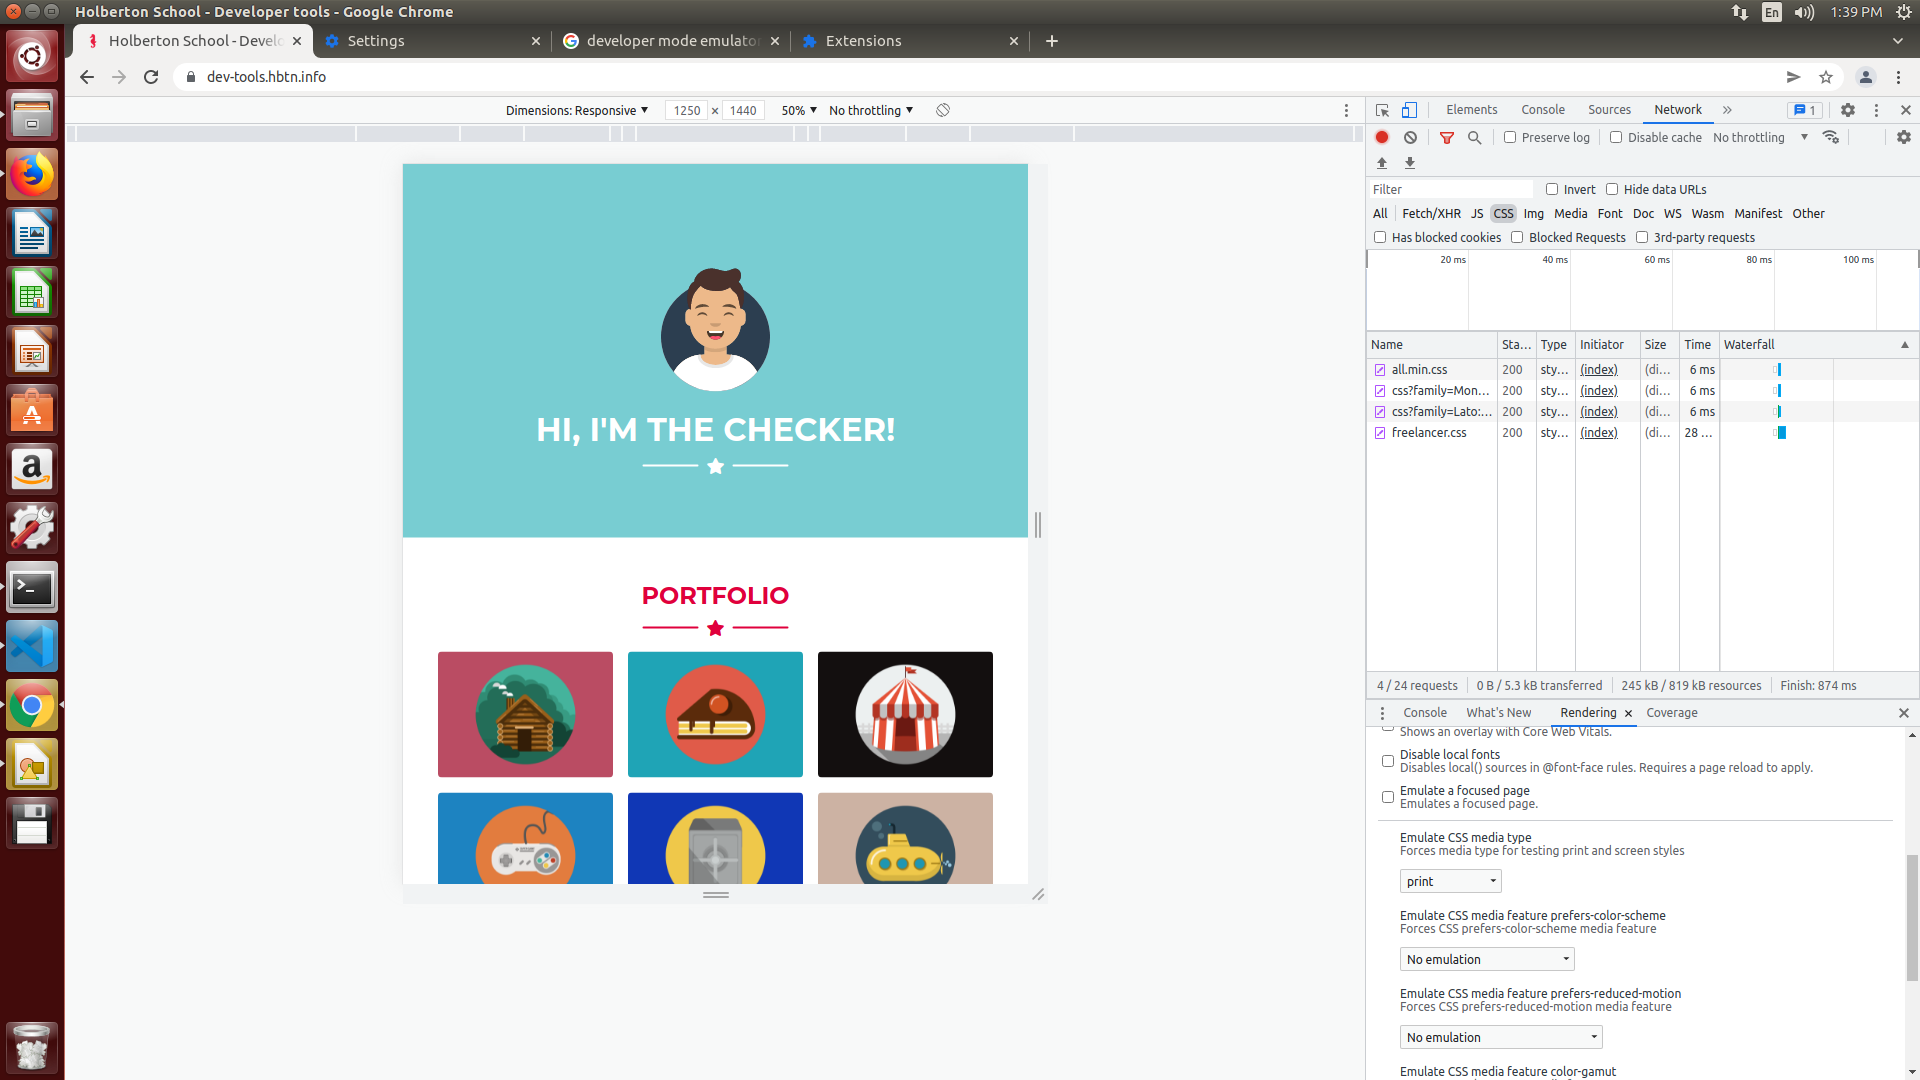 Holberton School - Developer tools - Google Chrome
En
1:39 PM
Holberton School - Develo
Settings
developer mode emulator
Extensions
dev-tools.hbtn.info
Dimensions: Responsive
1250 × 1440
50%
No throttling
HI, I'M THE CHECKER!
PORTFOLIO
Elements Console Sources Network » 1
Preserve log Disable cache No throttling
Filter Invert Hide data URLs
All Fetch/XHR JS CSS Img Media Font Doc WS Wasm Manifest Other
Has blocked cookies Blocked Requests 3rd-party requests
20 ms 40 ms 60 ms 80 ms 100 ms
Name Sta... Type Initiator Size Time Waterfall
all.min.css 200 sty... (index) (di... 6 ms
css?family=Mon... 200 sty... (index) (di... 6 ms
css?family=Lato:... 200 sty... (index) (di... 6 ms
freelancer.css 200 sty... (index) (di... 28 ...
4 / 24 requests 0 B / 5.3 kB transferred 245 kB / 819 kB resources Finish: 874 ms
Console What's New Rendering Coverage
Shows an overlay with Core Web Vitals.
Disable local fonts
Disables local() sources in @font-face rules. Requires a page reload to apply.
Emulate a focused page
Emulates a focused page.
Emulate CSS media type
Forces media type for testing print and screen styles
print
Emulate CSS media feature prefers-color-scheme
Forces CSS prefers-color-scheme media feature
No emulation
Emulate CSS media feature prefers-reduced-motion
Forces CSS prefers-reduced-motion media feature
No emulation
Emulate CSS media feature color-gamut